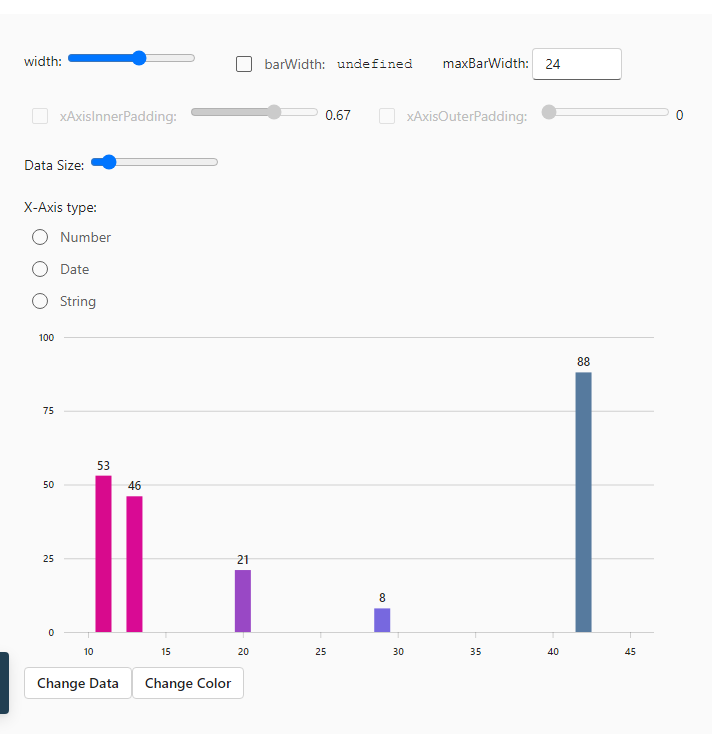 width: barWidth: undefined maxBarWidth: 24
xAxisInnerPadding: 0.67 xAxisOuterPadding: 0
Data Size:
X-Axis type:
Number
Date
String
100
88
75
53
50
46
25
21
8
0
10 15 20 25 30 35 40 45
Change Data Change Color